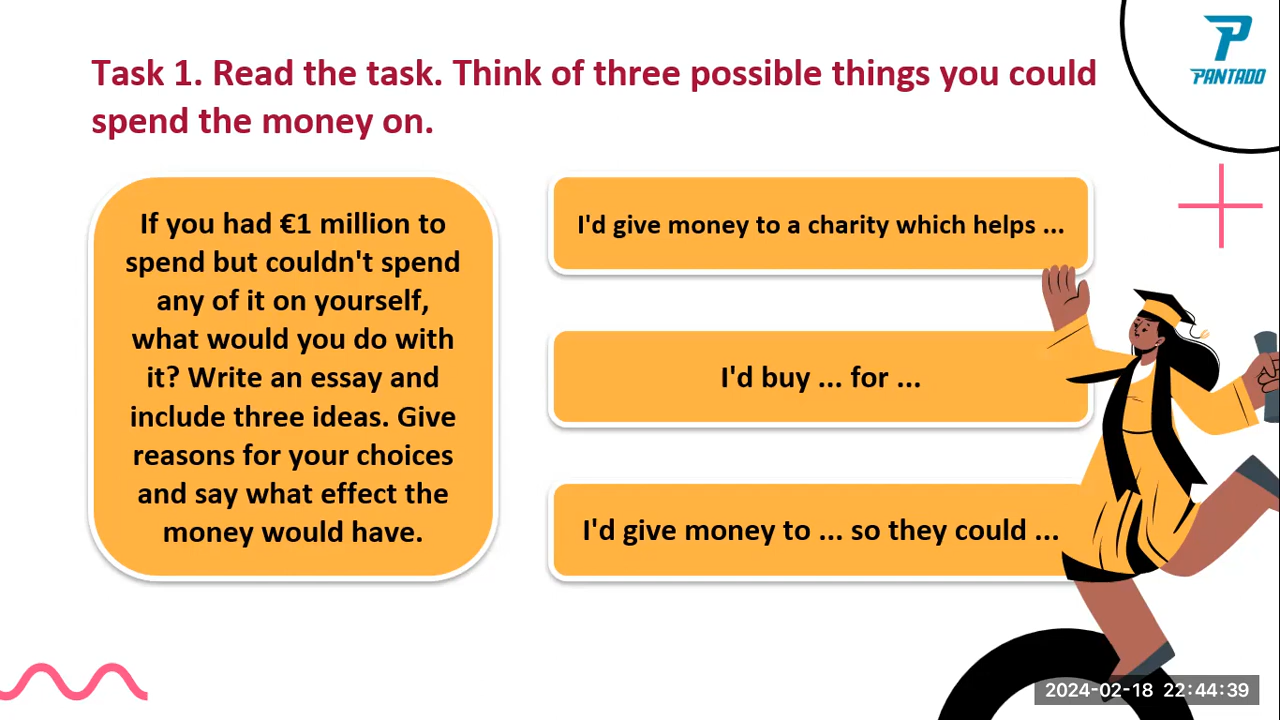 Task 1. Read the task. Think of three possible things you could
spend the money on.
PANTADO
If you had €1 million to
spend but couldn't spend
any of it on yourself,
what would you do with
it? Write an essay and
include three ideas. Give
reasons for your choices
and say what effect the
money would have.
I'd give money to a charity which helps ...
I'd buy ... for ...
I'd give money to ... so they could ...
2024-02-18 22:44:39